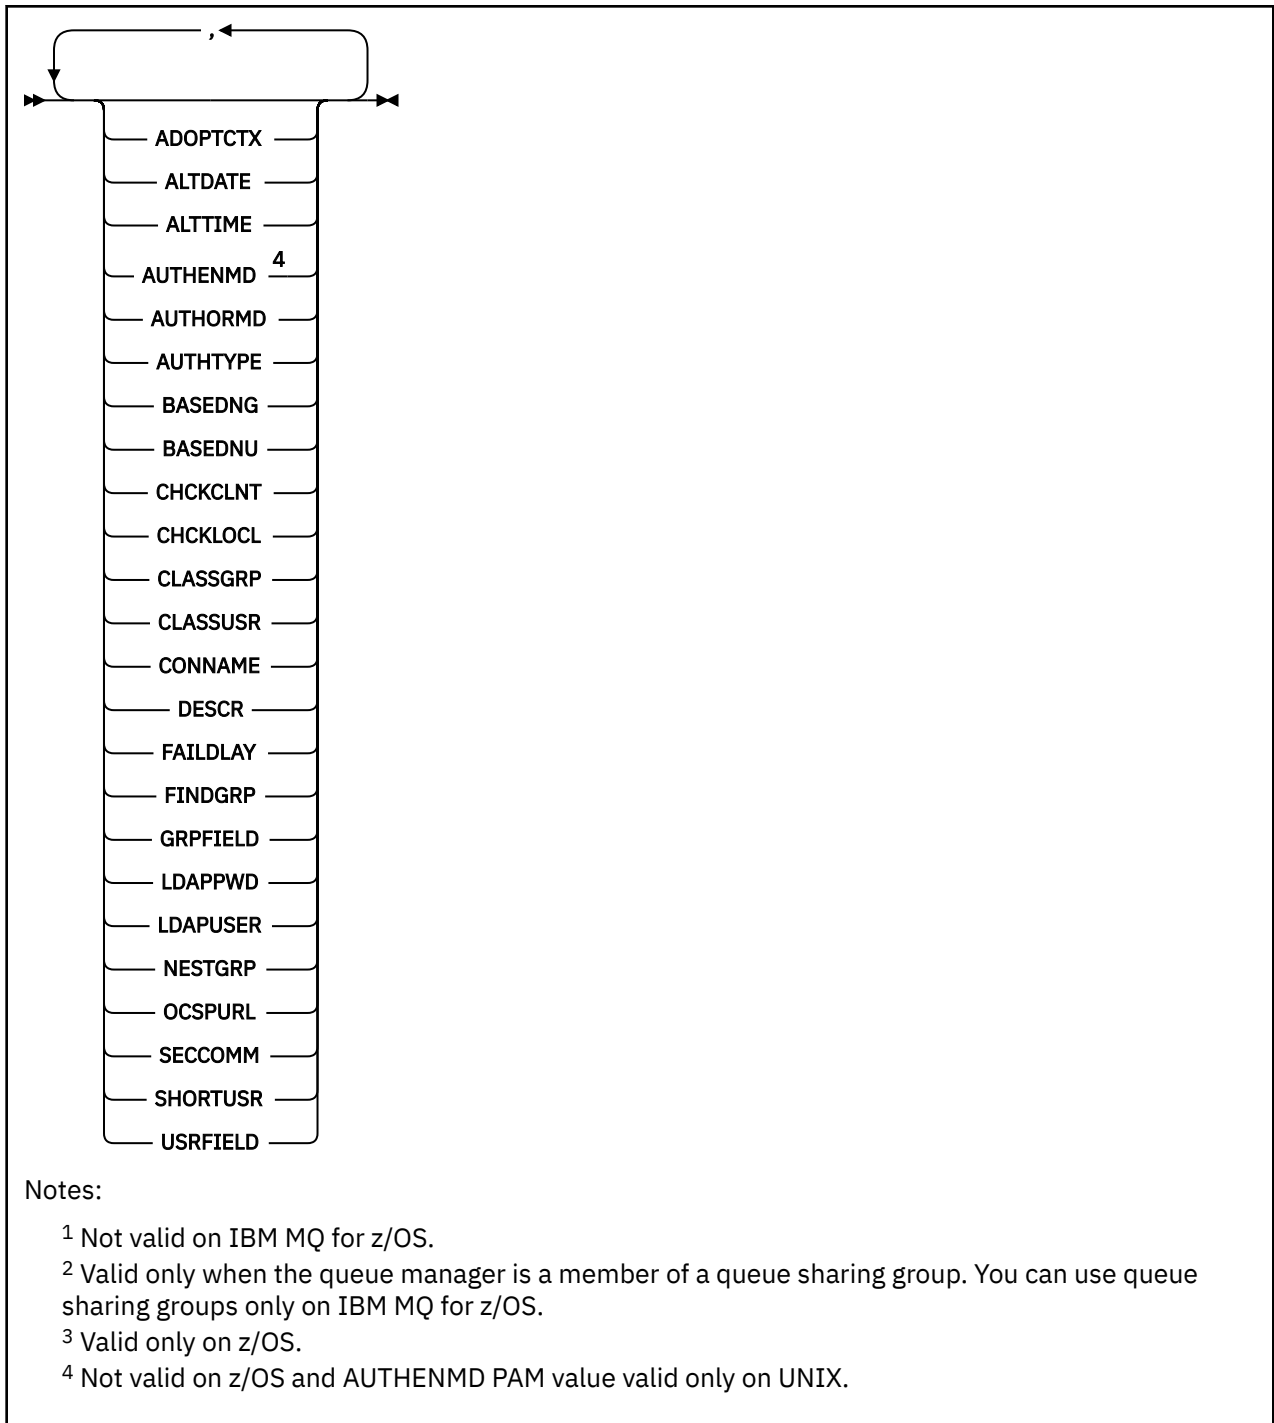 ,
ADOPTCTX
ALTDATE
ALTTIME
AUTHENMD 4
AUTHORMD
AUTHTYPE
BASEDNG
BASEDNU
CHCKCLNT
CHCKLOCL
CLASSGRP
CLASSUSR
CONNAME
DESCR
FAILDLAY
FINDGRP
GRPFIELD
LDAPPWD
LDAPUSER
NESTGRP
OCSPURL
SECCOMM
SHORTUSR
USRFIELD
Notes:
1 Not valid on IBM MQ for z/OS.
2 Valid only when the queue manager is a member of a queue sharing group. You can use queue
sharing groups only on IBM MQ for z/OS.
3 Valid only on z/OS.
4 Not valid on z/OS and AUTHENMD PAM value valid only on UNIX.